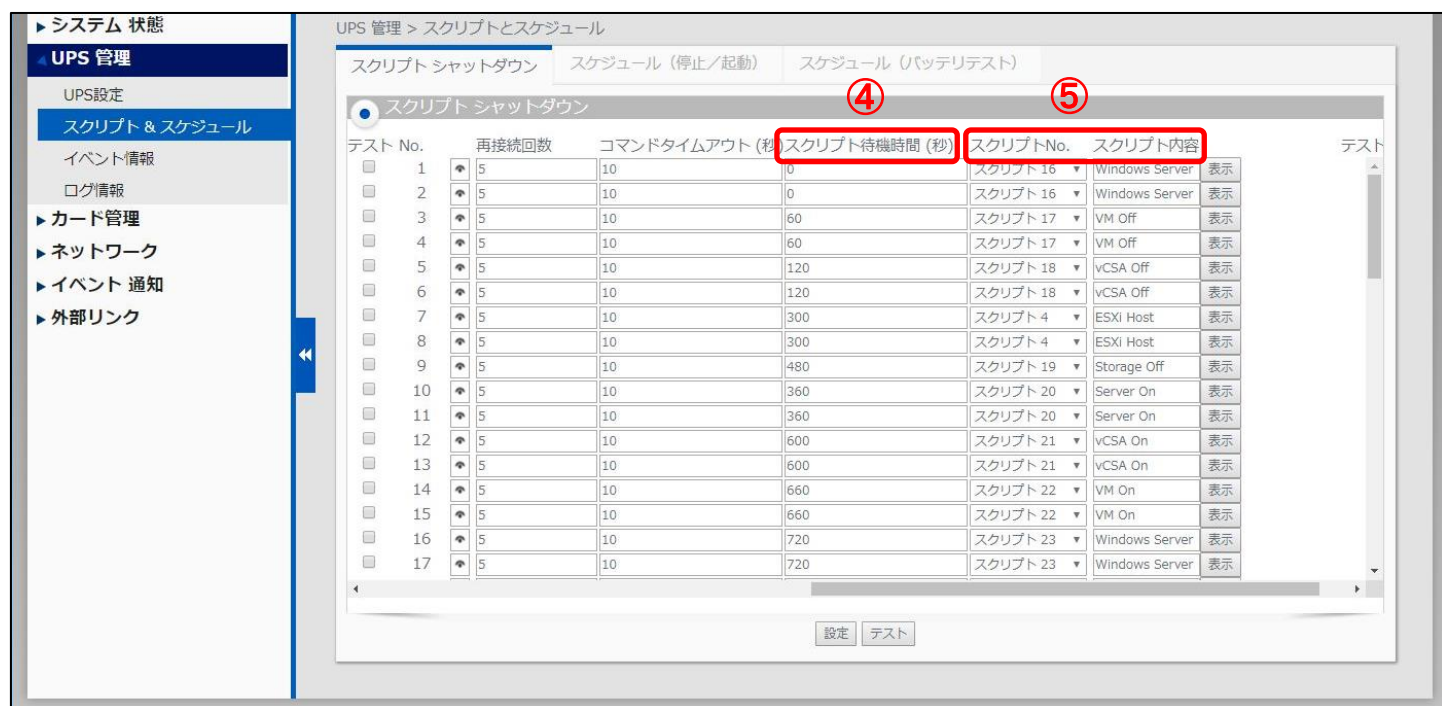 システム 状態
UPS 管理
UPS設定
スクリプト & スケジュール
イベント情報
ログ情報
カード管理
ネットワーク
イベント 通知
外部リンク
UPS 管理 > スクリプトとスケジュール
スクリプト シャットダウン スケジュール（停止／起動） スケジュール（バッテリテスト）
④ ⑤
スクリプト シャットダウン
テスト No. 再接続回数 コマンドタイムアウト (秒) スクリプト待機時間 (秒) スクリプトNo. スクリプト内容 テスト
1 5 10 0 スクリプト 16 Windows Server 表示
2 5 10 0 スクリプト 16 Windows Server 表示
3 5 10 60 スクリプト 17 VM Off 表示
4 5 10 60 スクリプト 17 VM Off 表示
5 5 10 120 スクリプト 18 vCSA Off 表示
6 5 10 120 スクリプト 18 vCSA Off 表示
7 5 10 300 スクリプト 4 ESXi Host 表示
8 5 10 300 スクリプト 4 ESXi Host 表示
9 5 10 480 スクリプト 19 Storage Off 表示
10 5 10 360 スクリプト 20 Server On 表示
11 5 10 360 スクリプト 20 Server On 表示
12 5 10 600 スクリプト 21 vCSA On 表示
13 5 10 600 スクリプト 21 vCSA On 表示
14 5 10 660 スクリプト 22 VM On 表示
15 5 10 660 スクリプト 22 VM On 表示
16 5 10 720 スクリプト 23 Windows Server 表示
17 5 10 720 スクリプト 23 Windows Server 表示
設定 テスト